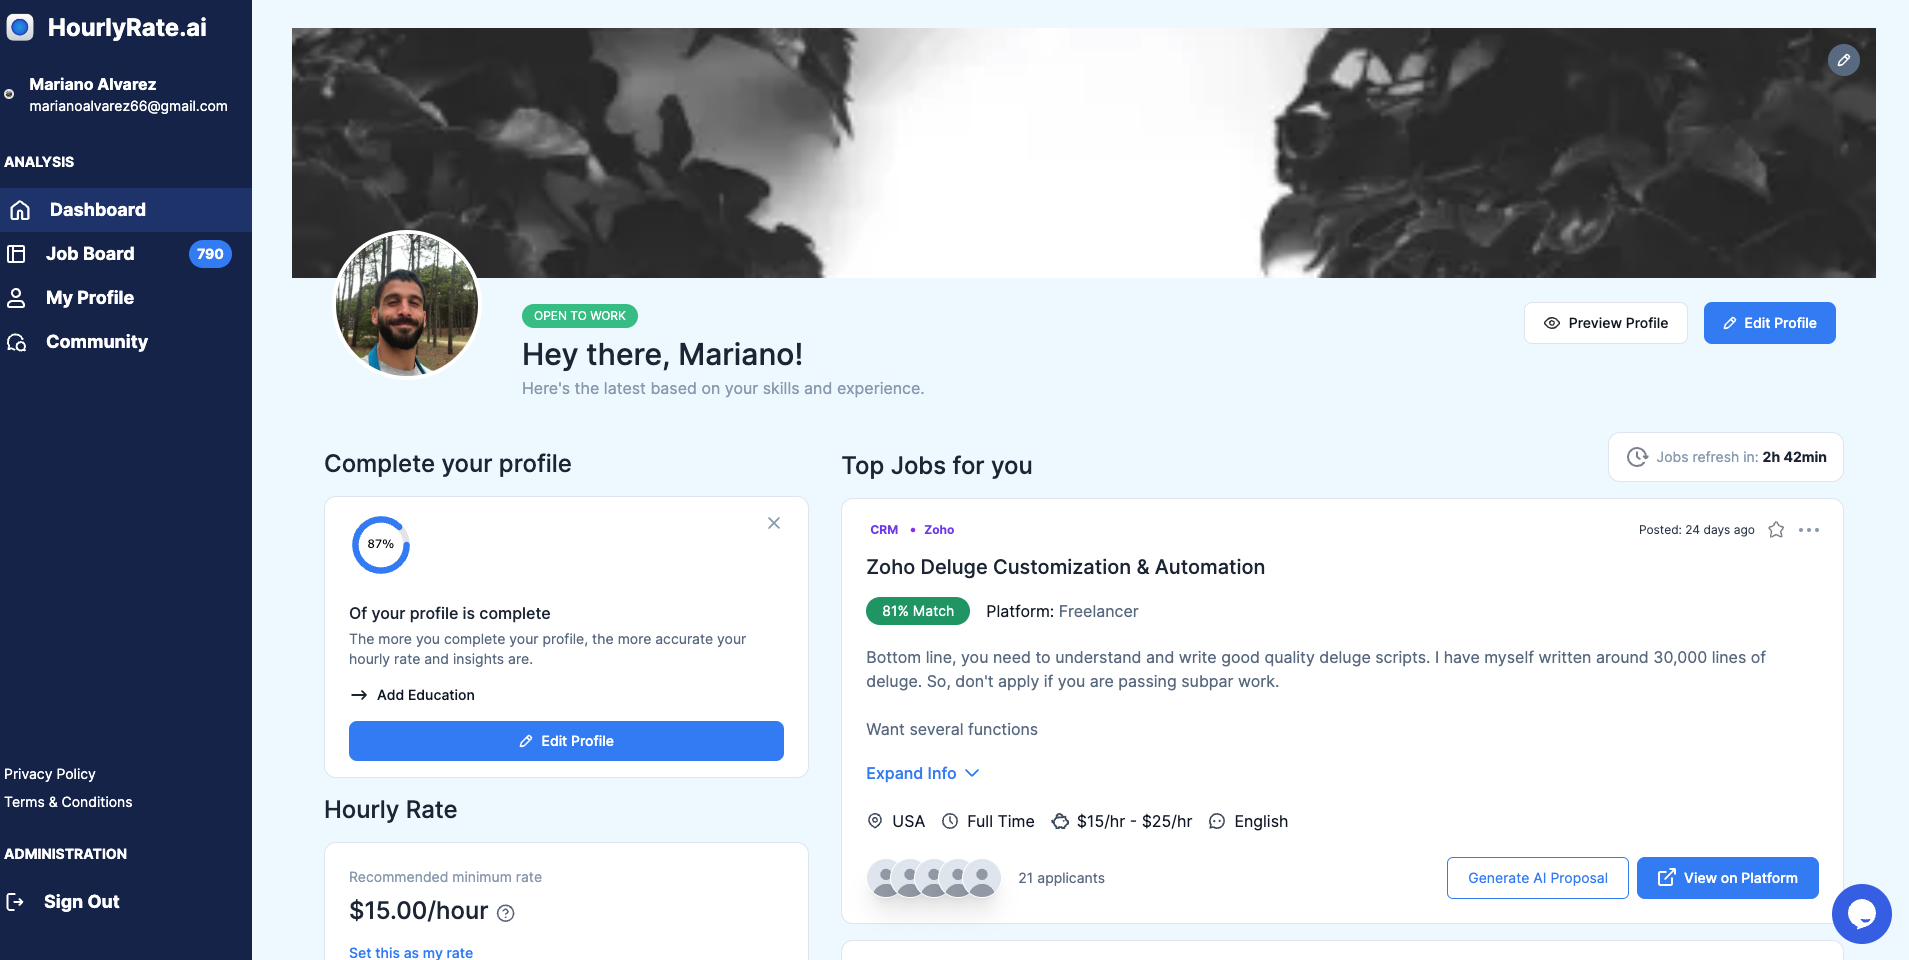 HourlyRate.ai
Mariano Alvarez
marianoalvarez66@gmail.com
ANALYSIS
Dashboard
Job Board 790
My Profile
Community
Privacy Policy
Terms & Conditions
ADMINISTRATION
Sign Out
OPEN TO WORK
Hey there, Mariano!
Here's the latest based on your skills and experience.
Preview Profile
Edit Profile
Complete your profile
87%
Of your profile is complete
The more you complete your profile, the more accurate your
hourly rate and insights are.
Add Education
Edit Profile
Hourly Rate
Recommended minimum rate
$15.00/hour
Set this as my rate
Top Jobs for you
Jobs refresh in: 2h 42min
CRM • Zoho
Posted: 24 days ago
Zoho Deluge Customization & Automation
81% Match Platform: Freelancer
Bottom line, you need to understand and write good quality deluge scripts. I have myself written around 30,000 lines of
deluge. So, don't apply if you are passing subpar work.
Want several functions
Expand Info
USA Full Time $15/hr - $25/hr English
21 applicants
Generate AI Proposal
View on Platform